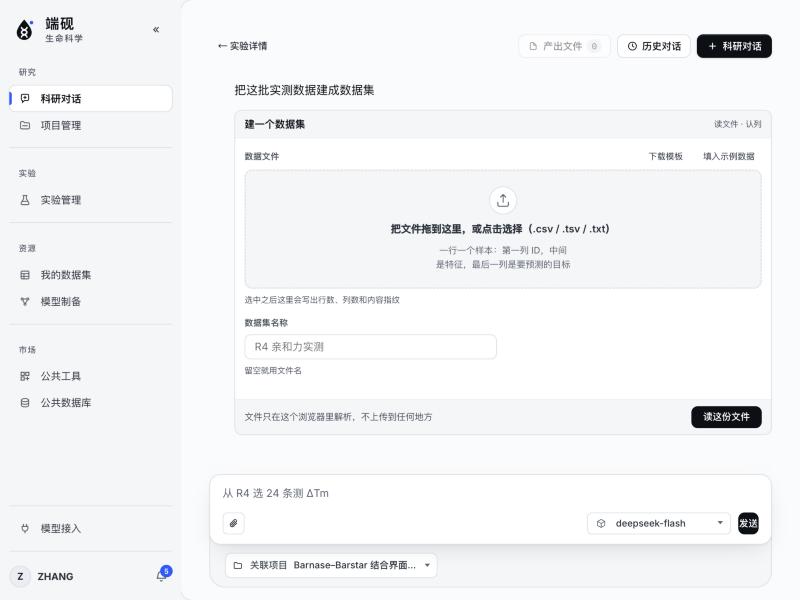 端砚
生命科学
«
研究
科研对话
项目管理
实验
实验管理
资源
我的数据集
模型制备
市场
公共工具
公共数据库
模型接入
Z ZHANG 5
← 实验详情
产出文件 0
历史对话
+ 科研对话
把这批实测数据建成数据集
建一个数据集
读文件 · 认列
数据文件
下载模板
填入示例数据
把文件拖到这里，或点击选择（.csv / .tsv / .txt）
一行一个样本：第一列 ID，中间
是特征，最后一列是要预测的目标
选中之后这里会写出行数、列数和内容指纹
数据集名称
R4 亲和力实测
留空就用文件名
文件只在这个浏览器里解析，不上传到任何地方
读这份文件
从 R4 选 24 条测 ΔTm
deepseek-flash
发送
关联项目 Barnase–Barstar 结合界面...